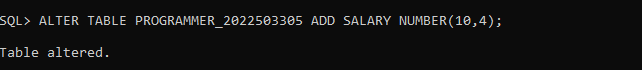 SQL> ALTER TABLE PROGRAMMER_2022503305 ADD SALARY NUMBER(10,4);
Table altered.